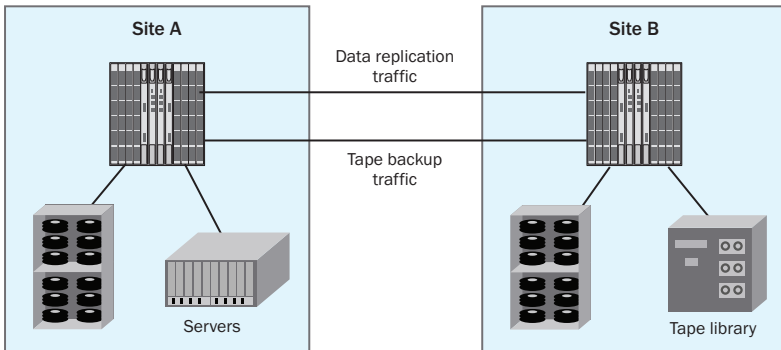 Site A
Site B
Data replication
traffic
Tape backup
traffic
Servers
Tape library